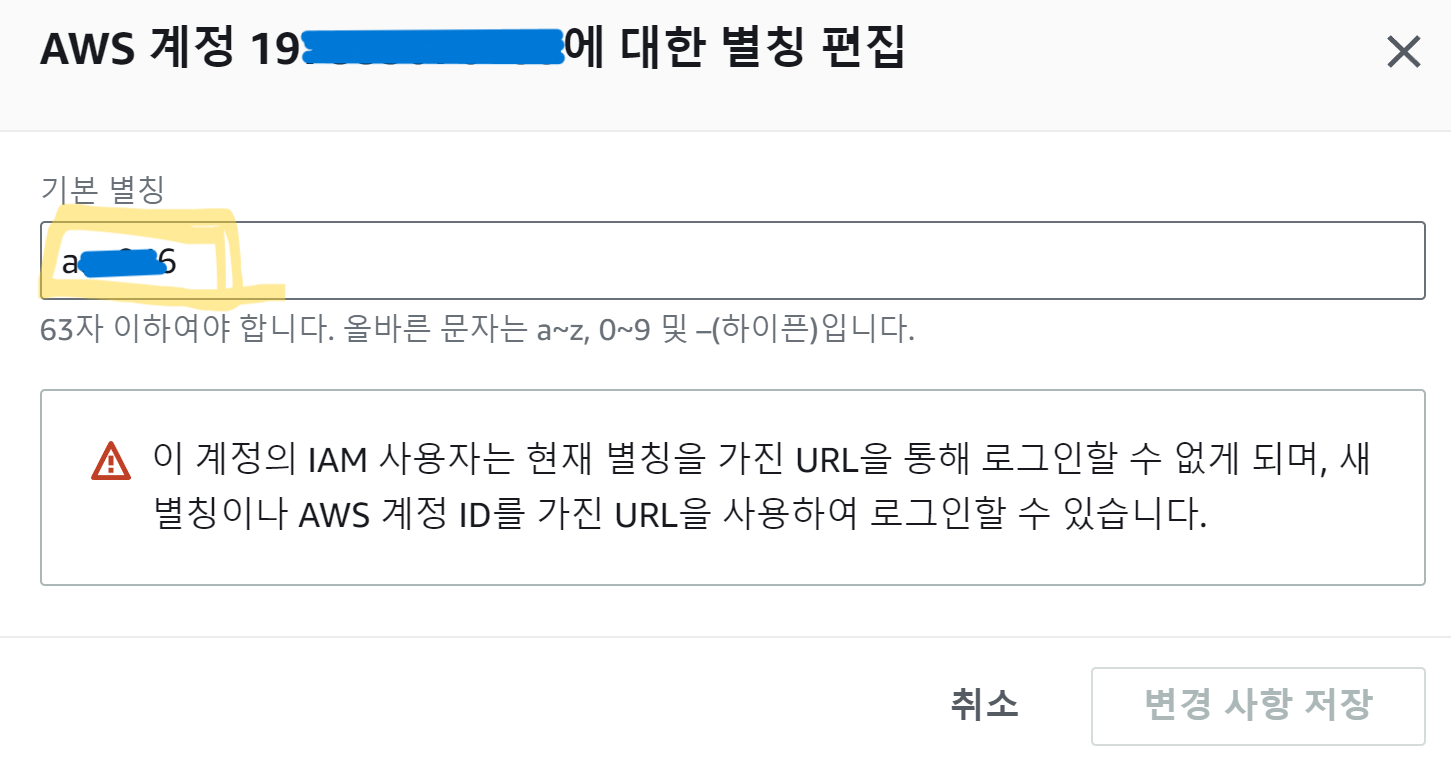 AWS 계정 19 에 대한 별칭 편집
기본 별칭
a 6
63자 이하여야 합니다. 올바른 문자는 a~z, 0~9 및 –(하이픈)입니다.
이 계정의 IAM 사용자는 현재 별칭을 가진 URL을 통해 로그인할 수 없게 되며, 새
별칭이나 AWS 계정 ID를 가진 URL을 사용하여 로그인할 수 있습니다.
취소
변경 사항 저장